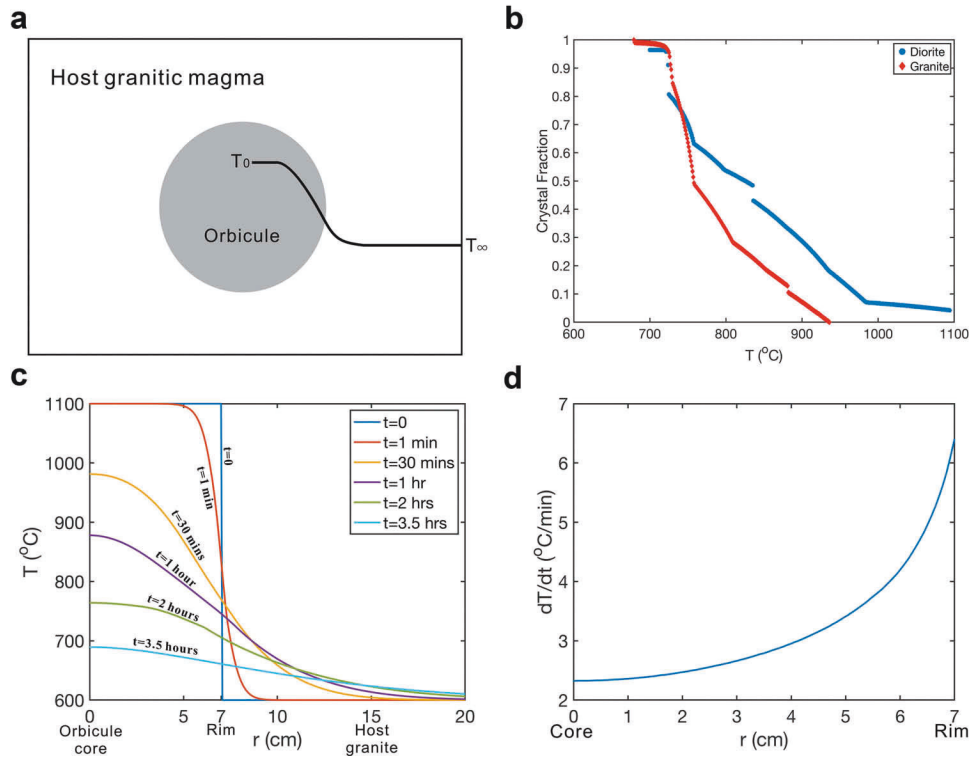 a
Host granitic magma
T0
Orbicule
T∞
b
1
0.9
0.8
0.7
0.6
0.5
0.4
0.3
0.2
0.1
0
Crystal Fraction
Diorite
Granite
600 700 800 900 1000 1100
T (°C)
c
1100
1000
900
800
700
600
T (°C)
t=0
t=1 min
t=30 mins
t=1 hr
t=2 hrs
t=3.5 hrs
t=0
t=1 min
t=30 mins
t=1 hour
t=2 hours
t=3.5 hours
0 5 7 10 15 20
Orbicule core
Rim
r (cm)
Host granite
d
7
6
5
4
3
2
dT/dt (°C/min)
0 1 2 3 4 5 6 7
Core
r (cm)
Rim